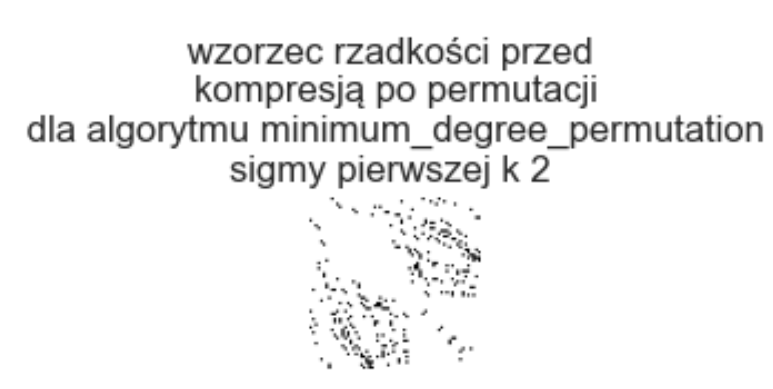 wzorzec rzadkości przed
kompresją po permutacji
dla algorytmu minimum_degree_permutation
sigmy pierwszej k 2